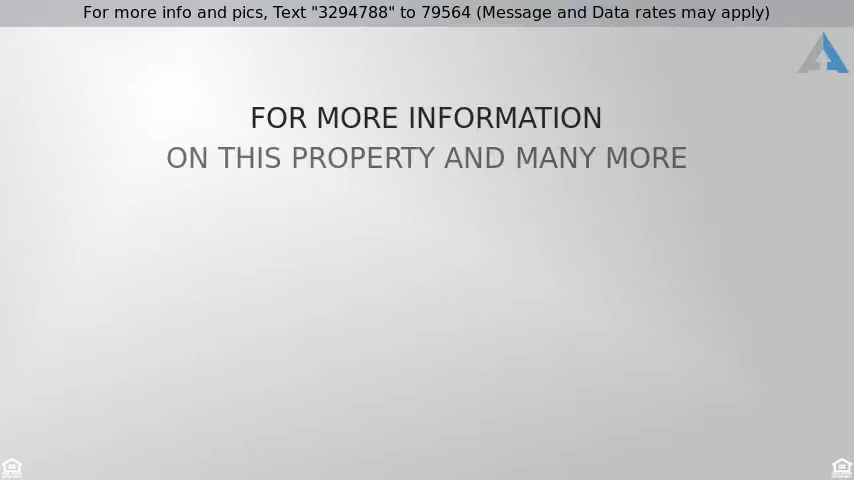 For more info and pics, Text "3294788" to 79564 (Message and Data rates may apply)
FOR MORE INFORMATION
ON THIS PROPERTY AND MANY MORE